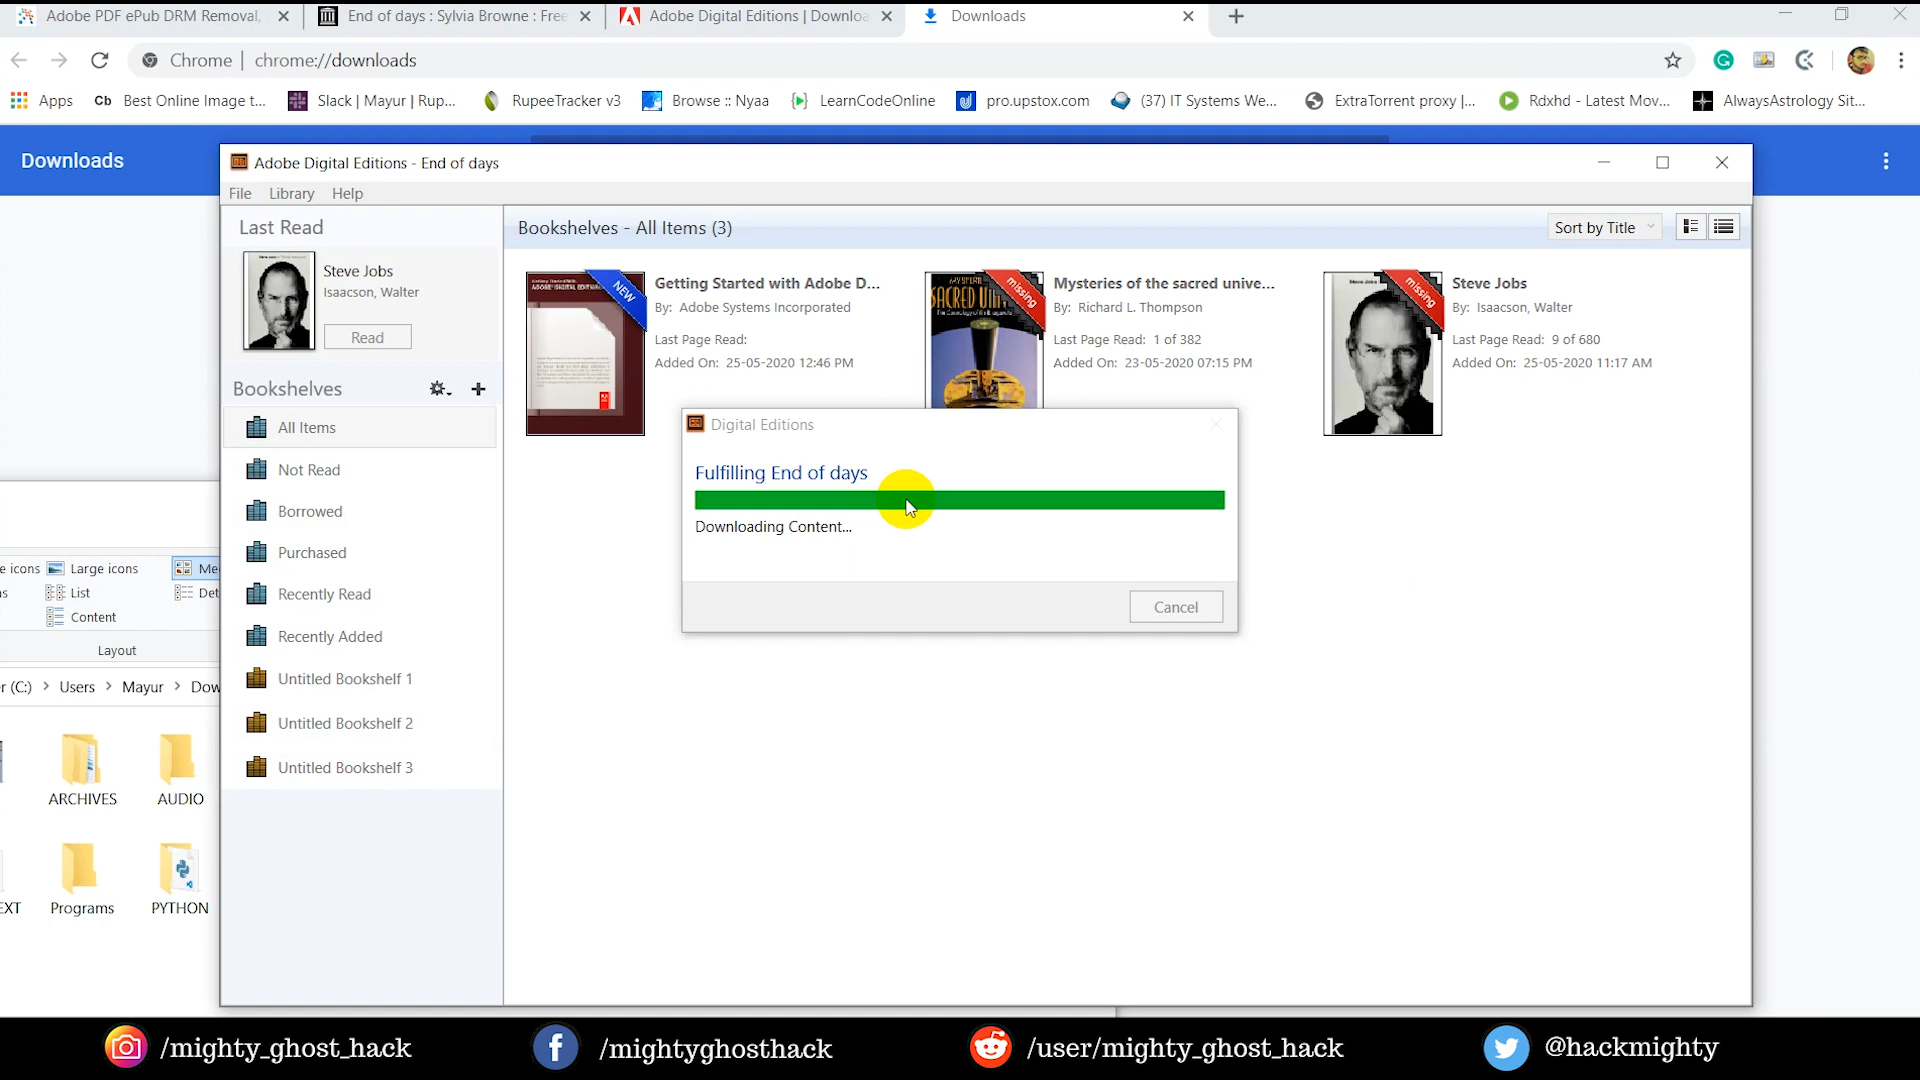 Adobe PDF ePub DRM Removal,
End of days : Sylvia Browne : Free
Adobe Digital Editions | Downloa
Downloads
Chrome | chrome://downloads
Apps
Cb Best Online Image t...
Slack | Mayur | Rup...
RupeeTracker v3
Browse :: Nyaa
LearnCodeOnline
pro.upstox.com
(37) IT Systems We...
ExtraTorrent proxy |...
Rdxhd - Latest Mov...
AlwaysAstrology Sit...
Downloads
Adobe Digital Editions - End of days
File Library Help
Last Read
Steve Jobs
Isaacson, Walter
Read
Bookshelves
All Items
Not Read
Borrowed
Purchased
Recently Read
Recently Added
Untitled Bookshelf 1
Untitled Bookshelf 2
Untitled Bookshelf 3
Bookshelves - All Items (3)
Sort by Title
NEW
Getting Started with Adobe D...
By: Adobe Systems Incorporated
Last Page Read:
Added On: 25-05-2020 12:46 PM
missing
Mysteries of the sacred unive...
By: Richard L. Thompson
Last Page Read: 1 of 382
Added On: 23-05-2020 07:15 PM
missing
Steve Jobs
By: Isaacson, Walter
Last Page Read: 9 of 680
Added On: 25-05-2020 11:17 AM
Digital Editions
Fulfilling End of days
Downloading Content...
Cancel
e icons
Large icons
Me
List
Det
Content
Layout
r (C:) > Users > Mayur > Dow
ARCHIVES
AUDIO
EXT
Programs
PYTHON
/mighty_ghost_hack
/mightyghosthack
/user/mighty_ghost_hack
@hackmighty